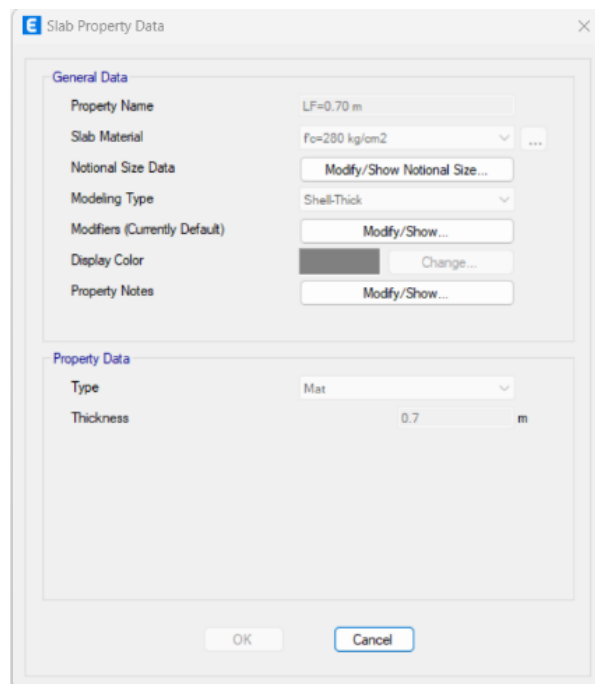 E Slab Property Data
General Data
Property Name LF=0.70 m
Slab Material f'c=280 kg/cm2 ...
Notional Size Data Modify/Show Notional Size...
Modeling Type Shell-Thick
Modifiers (Currently Default) Modify/Show...
Display Color Change...
Property Notes Modify/Show...
Property Data
Type Mat
Thickness 0.7 m
OK Cancel